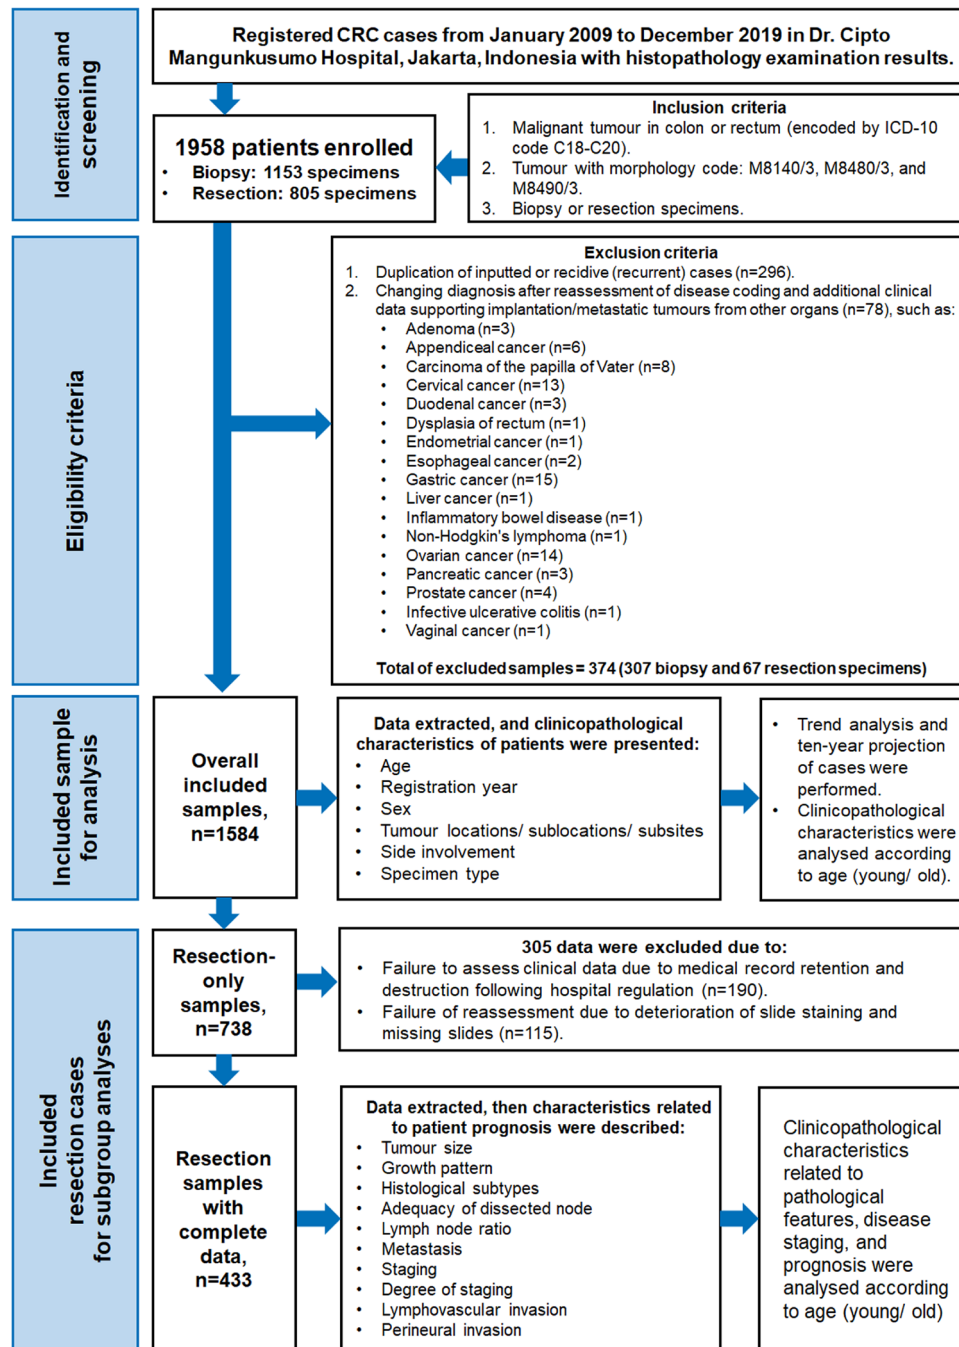 Identification and
screening
Registered CRC cases from January 2009 to December 2019 in Dr. Cipto
Mangunkusumo Hospital, Jakarta, Indonesia with histopathology examination results.
1958 patients enrolled
• Biopsy: 1153 specimens
• Resection: 805 specimens
Inclusion criteria
1. Malignant tumour in colon or rectum (encoded by ICD-10
code C18-C20).
2. Tumour with morphology code: M8140/3, M8480/3, and
M8490/3.
3. Biopsy or resection specimens.
Eligibility criteria
Exclusion criteria
1. Duplication of inputted or recidive (recurrent) cases (n=296).
2. Changing diagnosis after reassessment of disease coding and additional clinical
data supporting implantation/metastatic tumours from other organs (n=78), such as:
• Adenoma (n=3)
• Appendiceal cancer (n=6)
• Carcinoma of the papilla of Vater (n=8)
• Cervical cancer (n=13)
• Duodenal cancer (n=3)
• Dysplasia of rectum (n=1)
• Endometrial cancer (n=1)
• Esophageal cancer (n=2)
• Gastric cancer (n=15)
• Liver cancer (n=1)
• Inflammatory bowel disease (n=1)
• Non-Hodgkin's lymphoma (n=1)
• Ovarian cancer (n=14)
• Pancreatic cancer (n=3)
• Prostate cancer (n=4)
• Infective ulcerative colitis (n=1)
• Vaginal cancer (n=1)
Total of excluded samples = 374 (307 biopsy and 67 resection specimens)
Included sample
for analysis
Overall
included
samples,
n=1584
Data extracted, and clinicopathological
characteristics of patients were presented:
• Age
• Registration year
• Sex
• Tumour locations/ sublocations/ subsites
• Side involvement
• Specimen type
• Trend analysis and
ten-year projection
of cases were
performed.
• Clinicopathological
characteristics were
analysed according
to age (young/ old).
Included
resection cases
for subgroup analyses
Resection-
only
samples,
n=738
305 data were excluded due to:
• Failure to assess clinical data due to medical record retention and
destruction following hospital regulation (n=190).
• Failure of reassessment due to deterioration of slide staining and
missing slides (n=115).
Resection
samples
with
complete
data,
n=433
Data extracted, then characteristics related
to patient prognosis were described:
• Tumour size
• Growth pattern
• Histological subtypes
• Adequacy of dissected node
• Lymph node ratio
• Metastasis
• Staging
• Degree of staging
• Lymphovascular invasion
• Perineural invasion
Clinicopathological
characteristics
related to
pathological
features, disease
staging, and
prognosis were
analysed according
to age (young/ old)